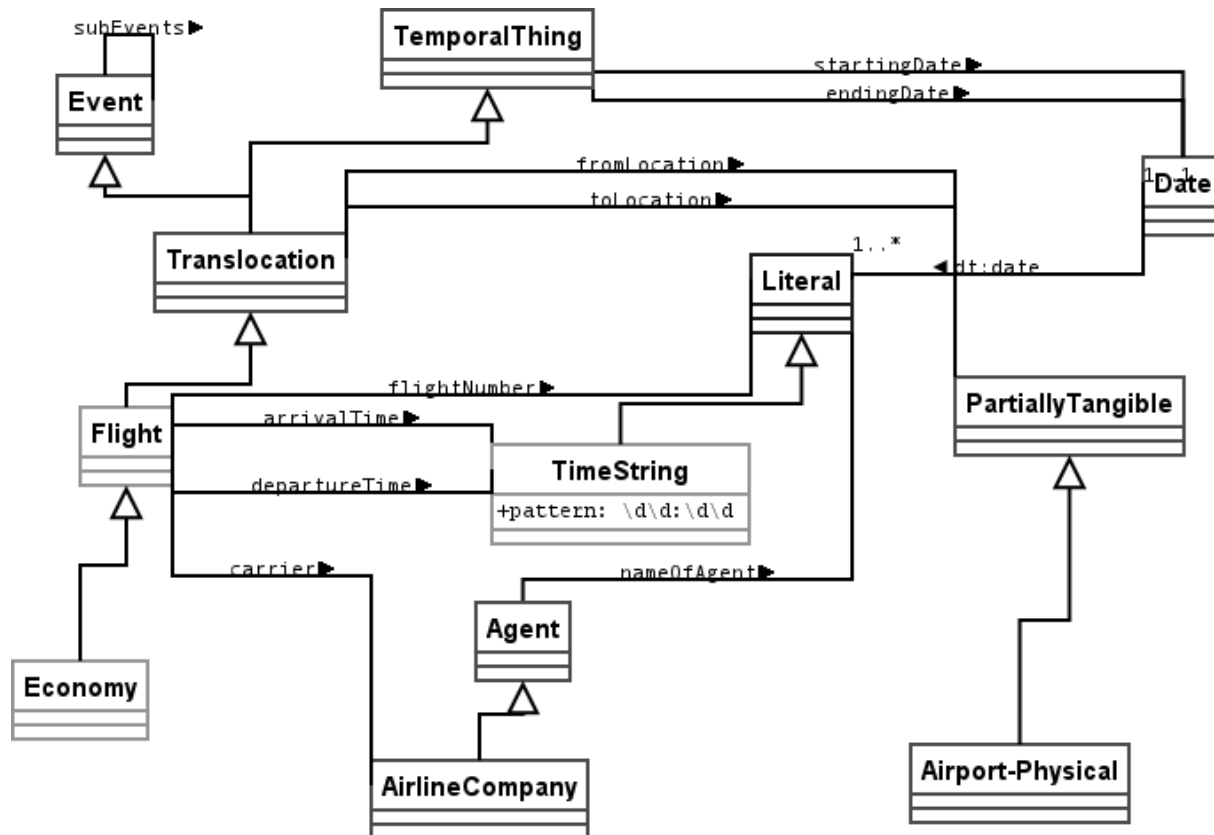 subEvents▶
TemporalThing
startingDate▶
Event
endingDate▶
fromLocation▶
1..1
Date
toLocation▶
Translocation
1..*
Literal
◀dt:date
flightNumber▶
PartiallyTangible
arrivalTime▶
Flight
TimeString
departureTime▶
+pattern: \d\d:\d\d
carrier▶
nameOfAgent▶
Agent
Economy
AirlineCompany
Airport-Physical